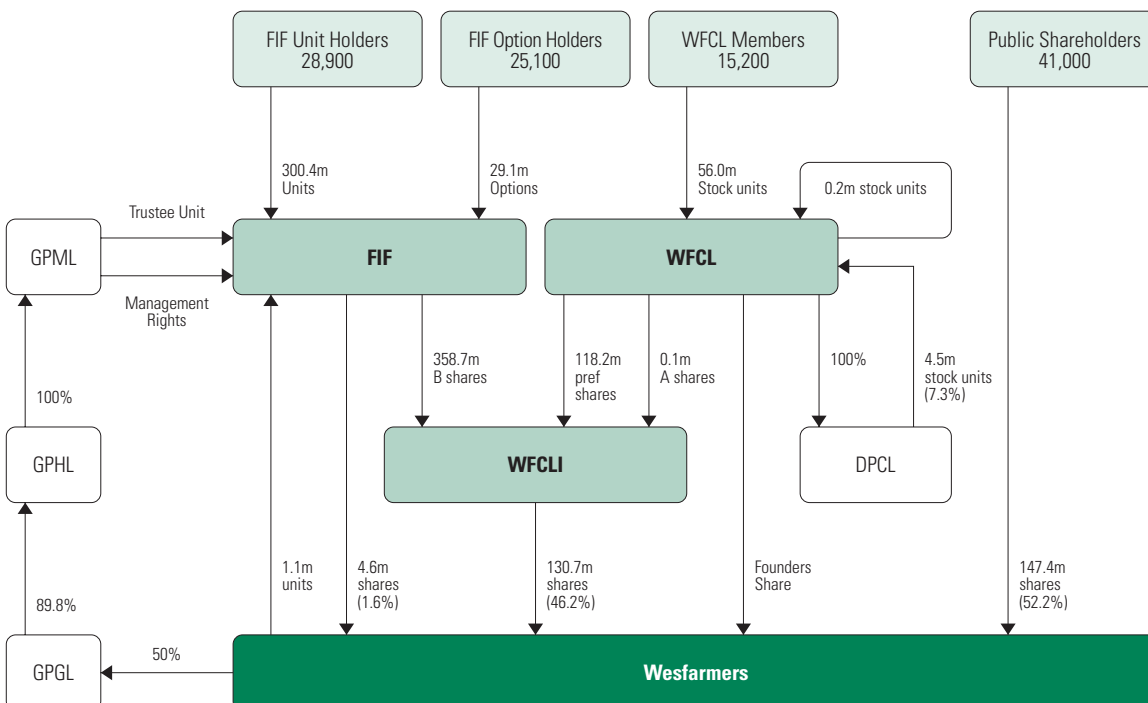 FIF Unit Holders
28,900
FIF Option Holders
25,100
WFCL Members
15,200
Public Shareholders
41,000
300.4m
Units
29.1m
Options
56.0m
Stock units
0.2m stock units
Trustee Unit
GPML
FIF
WFCL
Management
Rights
358.7m
B shares
118.2m
pref
shares
0.1m
A shares
100%
4.5m
stock units
(7.3%)
100%
GPHL
WFCLI
DPCL
1.1m
units
4.6m
shares
(1.6%)
130.7m
shares
(46.2%)
Founders
Share
147.4m
shares
(52.2%)
89.8%
GPGL
50%
Wesfarmers